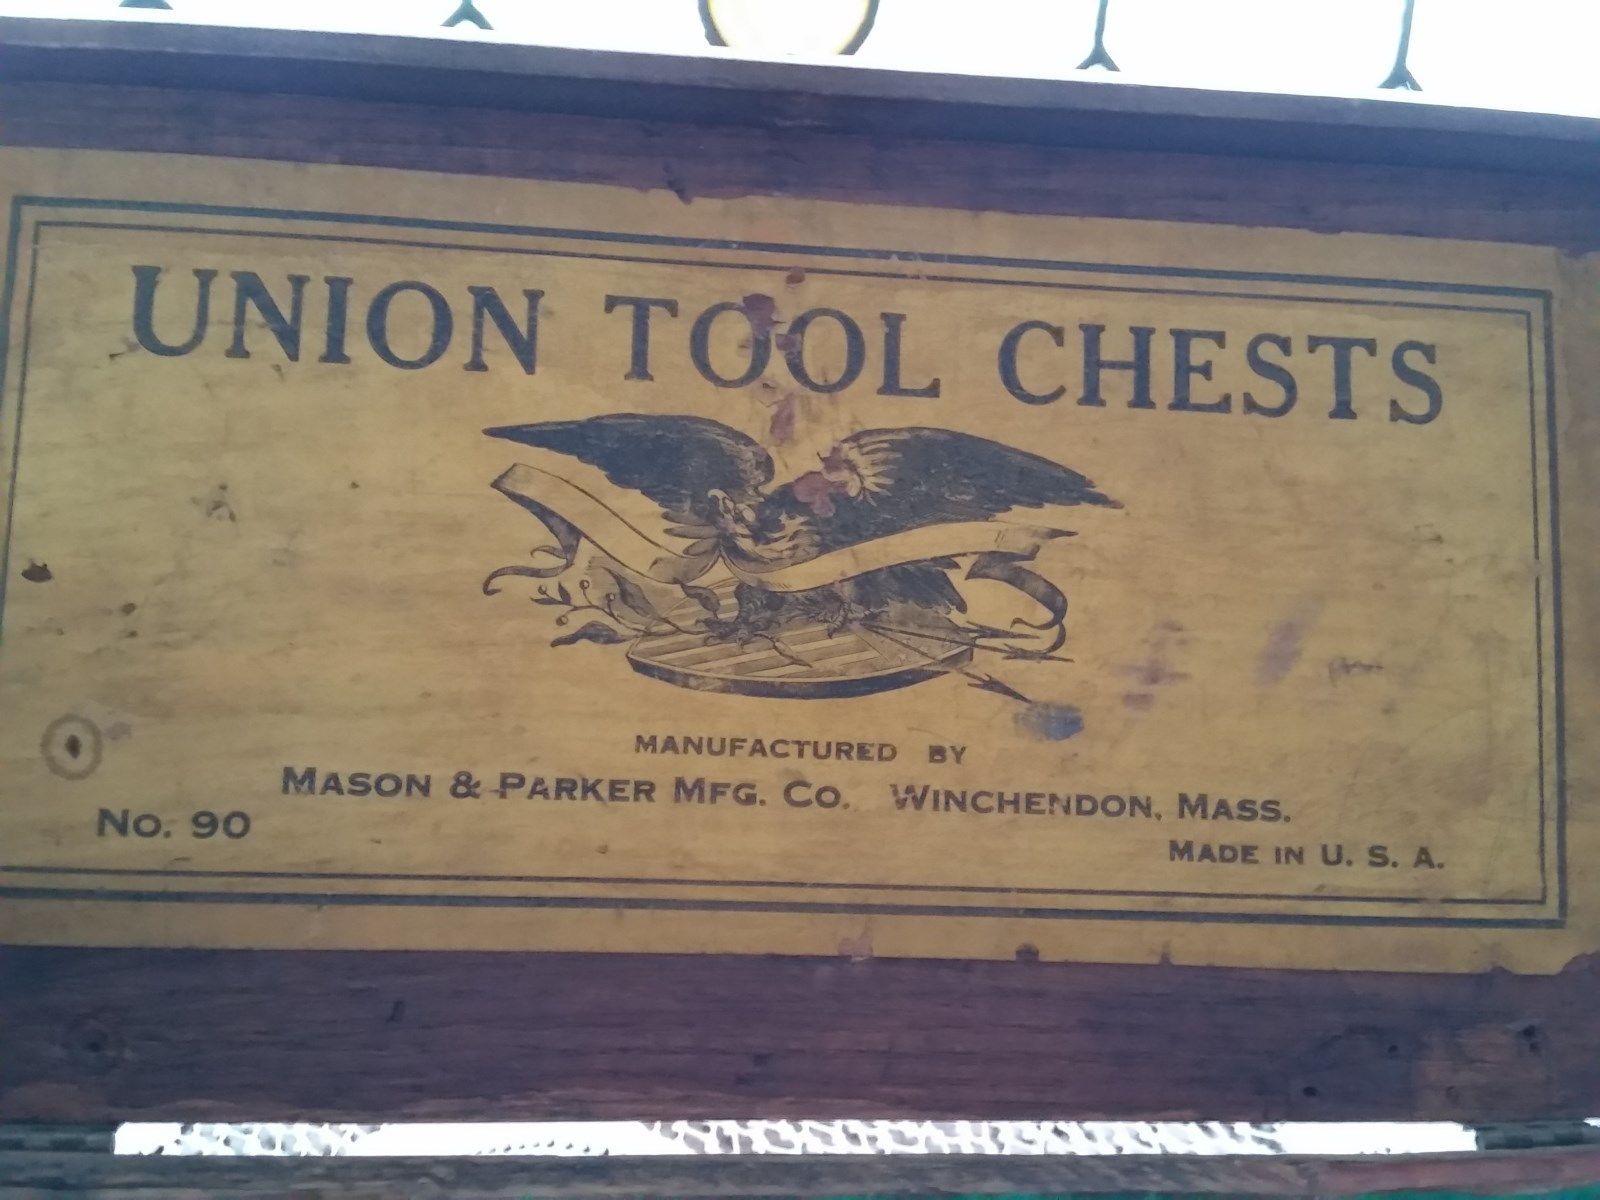 UNION TOOL CHESTS
MANUFACTURED BY
MASON & PARKER MFG. CO. WINCHENDON, MASS.
No. 90
MADE IN U. S. A.